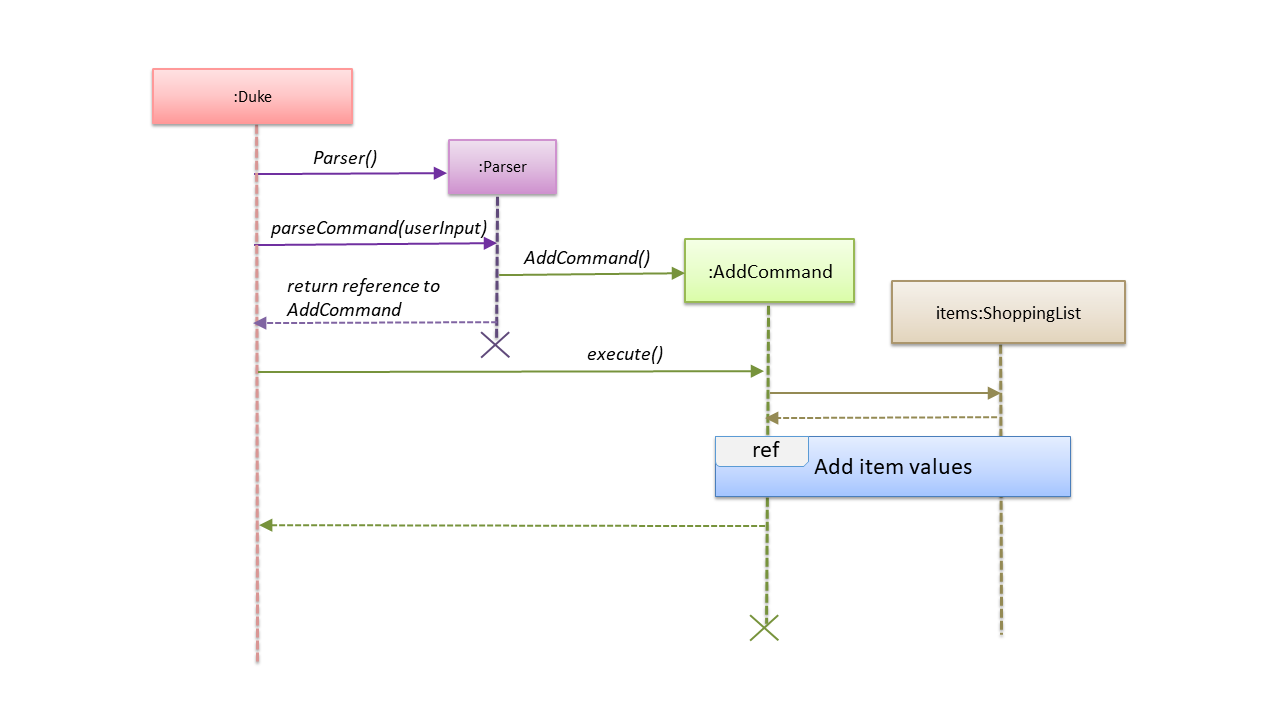 :Duke
Parser()
:Parser
parseCommand(userInput)
AddCommand()
:AddCommand
return reference to
AddCommand
items:ShoppingList
execute()
ref
Add item values